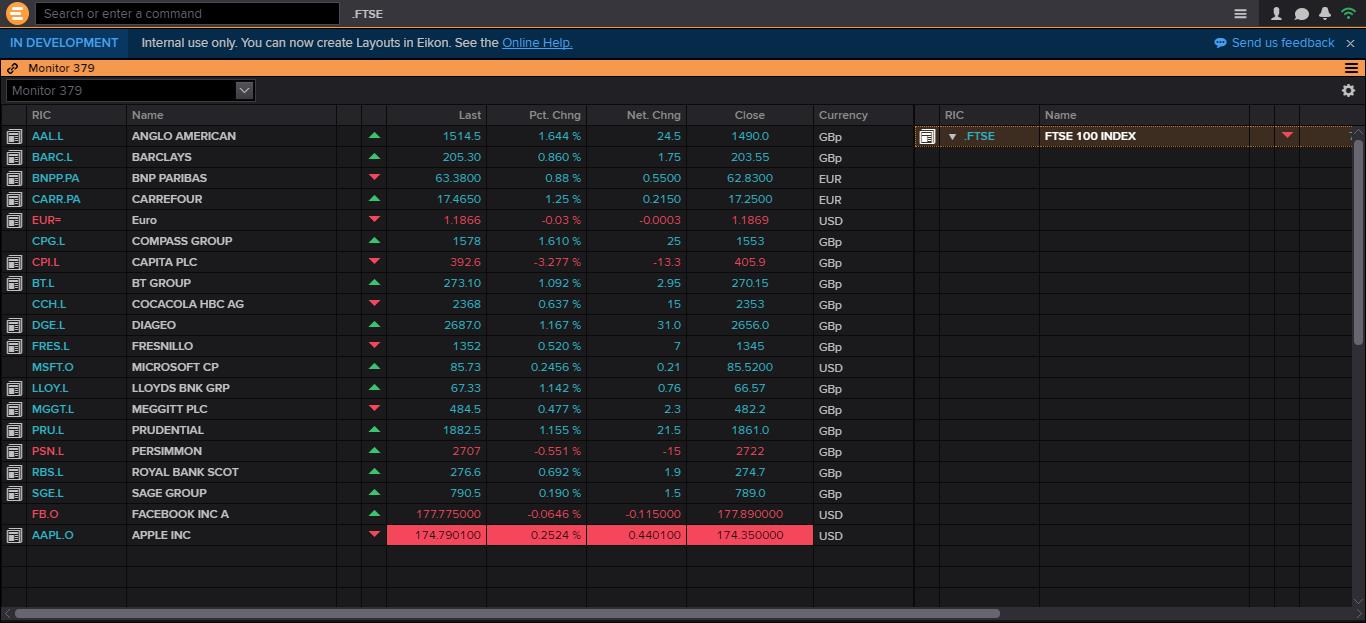 Search or enter a command .FTSE
IN DEVELOPMENT Internal use only. You can now create Layouts in Eikon. See the Online Help. Send us feedback
Monitor 379
Monitor 379
RIC Name Last Pct. Chng Net. Chng Close Currency RIC Name
AAL.L ANGLO AMERICAN 1514.5 1.644 % 24.5 1490.0 GBp .FTSE FTSE 100 INDEX
BARC.L BARCLAYS 205.30 0.860 % 1.75 203.55 GBp
BNPP.PA BNP PARIBAS 63.3800 0.88 % 0.5500 62.8300 EUR
CARR.PA CARREFOUR 17.4650 1.25 % 0.2150 17.2500 EUR
EUR= Euro 1.1866 -0.03 % -0.0003 1.1869 USD
CPG.L COMPASS GROUP 1578 1.610 % 25 1553 GBp
CPI.L CAPITA PLC 392.6 -3.277 % -13.3 405.9 GBp
BT.L BT GROUP 273.10 1.092 % 2.95 270.15 GBp
CCH.L COCACOLA HBC AG 2368 0.637 % 15 2353 GBp
DGE.L DIAGEO 2687.0 1.167 % 31.0 2656.0 GBp
FRES.L FRESNILLO 1352 0.520 % 7 1345 GBp
MSFT.O MICROSOFT CP 85.73 0.2456 % 0.21 85.5200 USD
LLOY.L LLOYDS BNK GRP 67.33 1.142 % 0.76 66.57 GBp
MGGT.L MEGGITT PLC 484.5 0.477 % 2.3 482.2 GBp
PRU.L PRUDENTIAL 1882.5 1.155 % 21.5 1861.0 GBp
PSN.L PERSIMMON 2707 -0.551 % -15 2722 GBp
RBS.L ROYAL BANK SCOT 276.6 0.692 % 1.9 274.7 GBp
SGE.L SAGE GROUP 790.5 0.190 % 1.5 789.0 GBp
FB.O FACEBOOK INC A 177.775000 -0.0646 % -0.115000 177.890000 USD
AAPL.O APPLE INC 174.790100 0.2524 % 0.440100 174.350000 USD